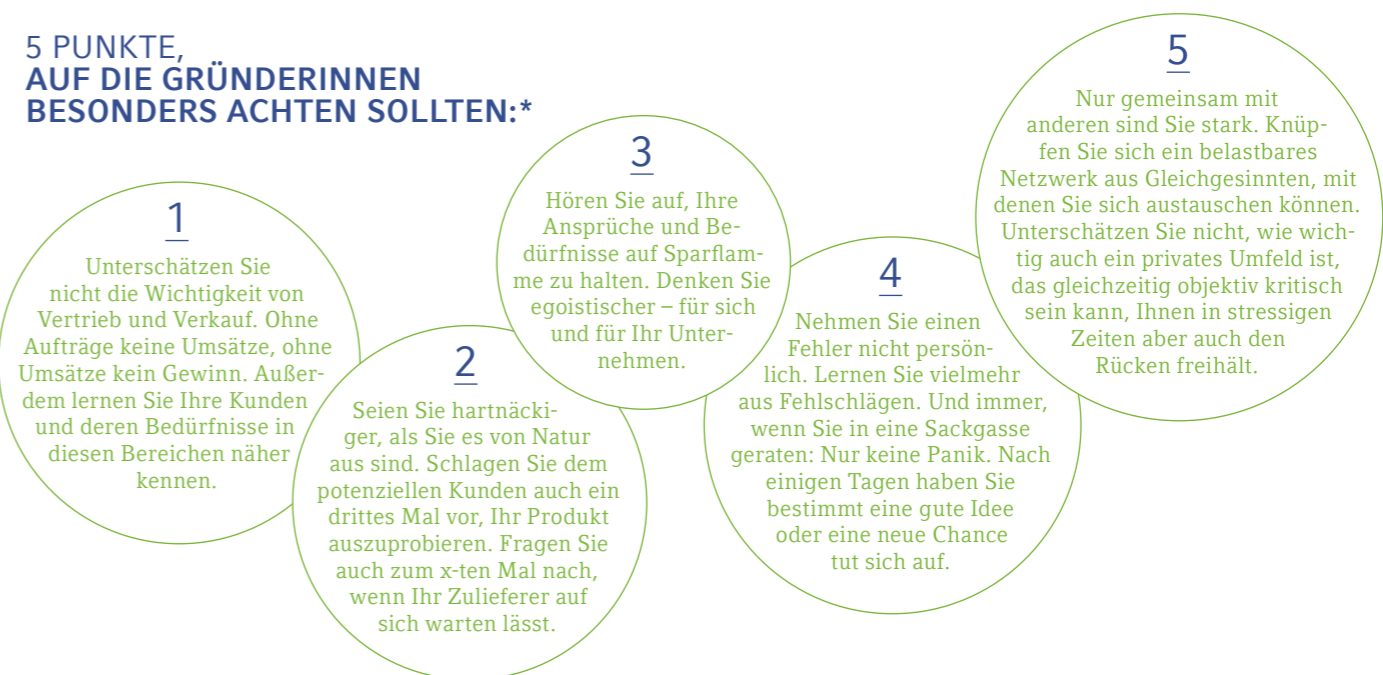 5 PUNKTE,
AUF DIE GRÜNDERINNEN
BESONDERS ACHTEN SOLLTEN:*
1
Unterschätzen Sie
nicht die Wichtigkeit von
Vertrieb und Verkauf. Ohne
Aufträge keine Umsätze, ohne
Umsätze kein Gewinn. Außer-
dem lernen Sie Ihre Kunden
und deren Bedürfnisse in
diesen Bereichen näher
kennen.
2
Seien Sie hartnäcki-
ger, als Sie es von Natur
aus sind. Schlagen Sie dem
potenziellen Kunden auch ein
drittes Mal vor, Ihr Produkt
auszuprobieren. Fragen Sie
auch zum x-ten Mal nach,
wenn Ihr Zulieferer auf
sich warten lässt.
3
Hören Sie auf, Ihre
Ansprüche und Be-
dürfnisse auf Sparflam-
me zu halten. Denken Sie
egoistischer – für sich
und für Ihr Unter-
nehmen.
4
Nehmen Sie einen
Fehler nicht persön-
lich. Lernen Sie vielmehr
aus Fehlschlägen. Und immer,
wenn Sie in eine Sackgasse
geraten: Nur keine Panik. Nach
einigen Tagen haben Sie
bestimmt eine gute Idee
oder eine neue Chance
tut sich auf.
5
Nur gemeinsam mit
anderen sind Sie stark. Knüp-
fen Sie sich ein belastbares
Netzwerk aus Gleichgesinnten, mit
denen Sie sich austauschen können.
Unterschätzen Sie nicht, wie wich-
tig auch ein privates Umfeld ist,
das gleichzeitig objektiv kritisch
sein kann, Ihnen in stressigen
Zeiten aber auch den
Rücken freihält.